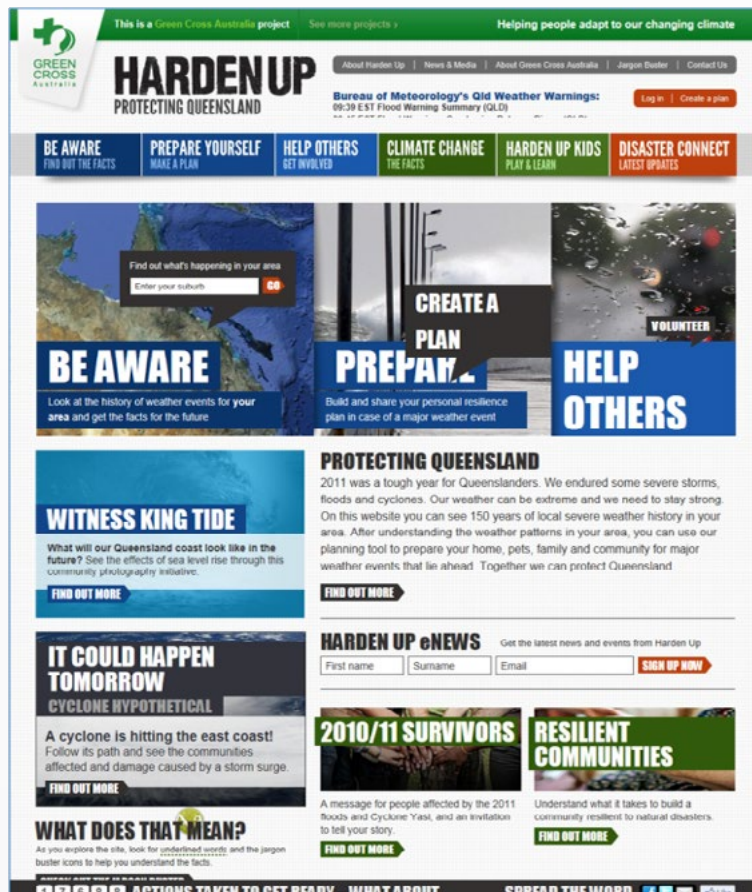 This is a Green Cross Australia project
See more projects ›
Helping people adapt to our changing climate
GREEN
CROSS
Australia
HARDEN UP
PROTECTING QUEENSLAND
About Harden Up | News & Media | About Green Cross Australia | Jargon Buster | Contact Us
Bureau of Meteorology's Qld Weather Warnings:
09:39 EST Flood Warning Summary (QLD)
Log in | Create a plan
BE AWARE
FIND OUT THE FACTS
PREPARE YOURSELF
MAKE A PLAN
HELP OTHERS
GET INVOLVED
CLIMATE CHANGE
THE FACTS
HARDEN UP KIDS
PLAY & LEARN
DISASTER CONNECT
LATEST UPDATES
Find out what's happening in your area
Enter your suburb
GO
BE AWARE
Look at the history of weather events for your
area and get the facts for the future
CREATE A
PLAN
PREPARE
Build and share your personal resilience
plan in case of a major weather event
VOLUNTEER
HELP
OTHERS
WITNESS KING TIDE
What will our Queensland coast look like in the
future? See the effects of sea level rise through this
community photography initiative.
FIND OUT MORE
PROTECTING QUEENSLAND
2011 was a tough year for Queenslanders. We endured some severe storms,
floods and cyclones. Our weather can be extreme and we need to stay strong.
On this website you can see 150 years of local severe weather history in your
area. After understanding the weather patterns in your area, you can use our
planning tool to prepare your home, pets, family and community for major
weather events that lie ahead. Together we can protect Queensland
FIND OUT MORE
HARDEN UP eNEWS
Get the latest news and events from Harden Up
First name
Surname
Email
SIGN UP NOW
IT COULD HAPPEN
TOMORROW
CYCLONE HYPOTHETICAL
A cyclone is hitting the east coast!
Follow its path and see the communities
affected and damage caused by a storm surge.
FIND OUT MORE
2010/11 SURVIVORS
A message for people affected by the 2011
floods and Cyclone Yasi, and an invitation
to tell your story.
FIND OUT MORE
RESILIENT
COMMUNITIES
Understand what it takes to build a
community resilient to natural disasters.
FIND OUT MORE
WHAT DOES THAT MEAN?
As you explore the site, look for underlined words and the jargon
buster icons to help you understand the facts.
CHECK OUT THE JARGON BUSTER
ACTIONS TAKEN TO GET READY WHAT ABOUT
SPREAD THE WORD